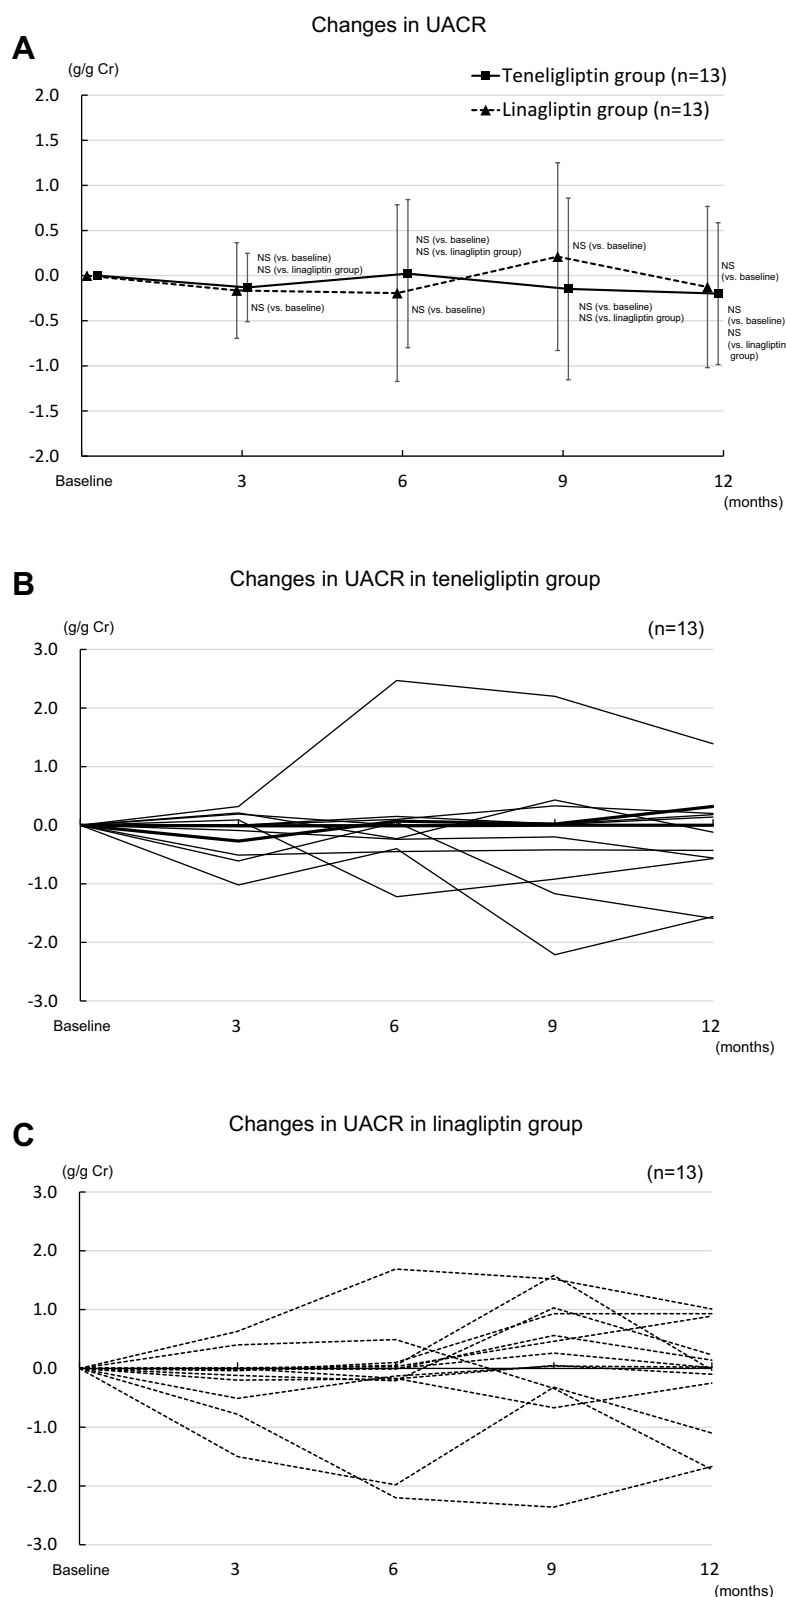 Changes in UACR
A
(g/g Cr)
Teneligliptin group (n=13)
Linagliptin group (n=13)
2.0
1.5
1.0
0.5
0.0
-0.5
-1.0
-1.5
-2.0
NS (vs. baseline)
NS (vs. linagliptin group)
NS (vs. baseline)
NS (vs. baseline)
NS (vs. linagliptin group)
NS (vs. baseline)
NS (vs. baseline)
NS (vs. baseline)
NS (vs. linagliptin group)
NS
(vs. baseline)
NS
(vs. baseline)
NS
(vs. linagliptin
group)
Baseline 3 6 9 12
(months)
B
Changes in UACR in teneligliptin group
(g/g Cr)
(n=13)
3.0
2.0
1.0
0.0
-1.0
-2.0
-3.0
Baseline 3 6 9 12
(months)
C
Changes in UACR in linagliptin group
(g/g Cr)
(n=13)
3.0
2.0
1.0
0.0
-1.0
-2.0
-3.0
Baseline 3 6 9 12
(months)